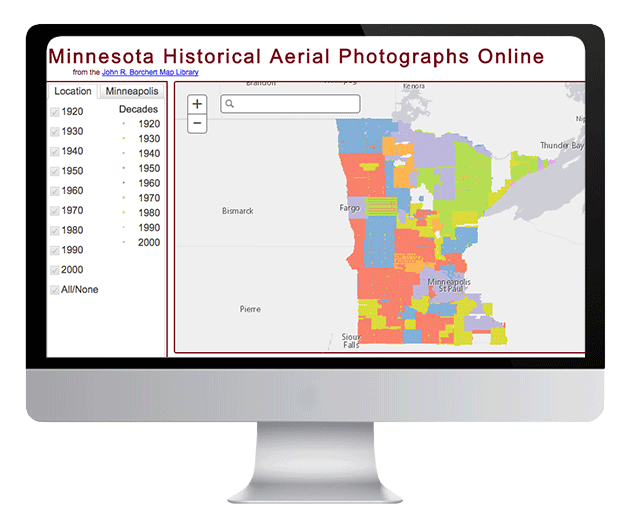 Minnesota Historical Aerial Photographs Online
from the John R. Borchert Map Library
Location
Minneapolis
1920
1930
1940
1950
1960
1970
1980
1990
2000
All/None
Decades
1920
1930
1940
1950
1960
1970
1980
1990
2000
+
−
Brandon
Kenora
Thunder Bay
Fargo
Bismarck
Minneapolis
St Paul
Pierre
Sioux
Falls